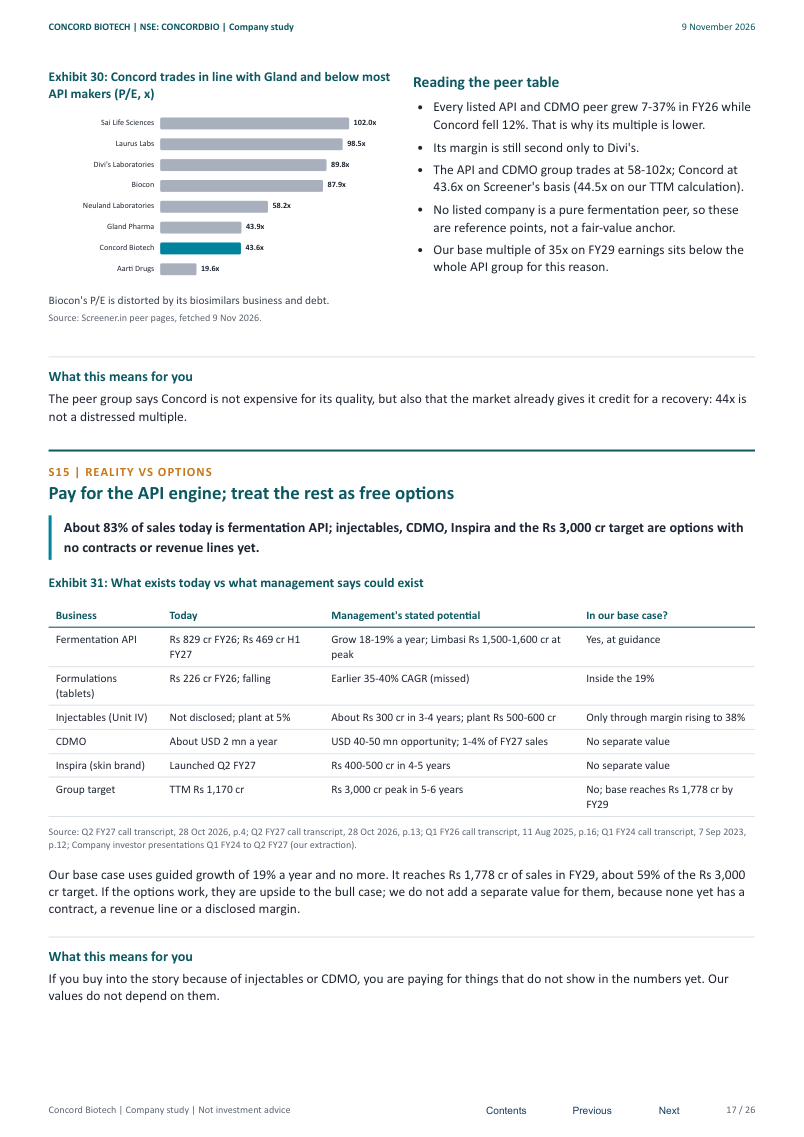 CONCORD BIOTECH | NSE: CONCORDBIO | Company study
9 November 2026
Exhibit 30: Concord trades in line with Gland and below most
API makers (P/E, x)
Sai Life Sciences 102.0x
Laurus Labs 98.5x
Divi's Laboratories 89.8x
Biocon 87.9x
Neuland Laboratories 58.2x
Gland Pharma 43.9x
Concord Biotech 43.6x
Aarti Drugs 19.6x
Biocon's P/E is distorted by its biosimilars business and debt.
Source: Screener.in peer pages, fetched 9 Nov 2026.
Reading the peer table
• Every listed API and CDMO peer grew 7-37% in FY26 while
Concord fell 12%. That is why its multiple is lower.
• Its margin is still second only to Divi's.
• The API and CDMO group trades at 58-102x; Concord at
43.6x on Screener's basis (44.5x on our TTM calculation).
• No listed company is a pure fermentation peer, so these
are reference points, not a fair-value anchor.
• Our base multiple of 35x on FY29 earnings sits below the
whole API group for this reason.
What this means for you
The peer group says Concord is not expensive for its quality, but also that the market already gives it credit for a recovery: 44x is
not a distressed multiple.
S15 | REALITY VS OPTIONS
Pay for the API engine; treat the rest as free options
About 83% of sales today is fermentation API; injectables, CDMO, Inspira and the Rs 3,000 cr target are options with
no contracts or revenue lines yet.
Exhibit 31: What exists today vs what management says could exist
Business Today Management's stated potential In our base case?
Fermentation API Rs 829 cr FY26; Rs 469 cr H1 Grow 18-19% a year; Limbasi Rs 1,500-1,600 cr at Yes, at guidance
FY27 peak
Formulations Rs 226 cr FY26; falling Earlier 35-40% CAGR (missed) Inside the 19%
(tablets)
Injectables (Unit IV) Not disclosed; plant at 5% About Rs 300 cr in 3-4 years; plant Rs 500-600 cr Only through margin rising to 38%
CDMO About USD 2 mn a year USD 40-50 mn opportunity; 1-4% of FY27 sales No separate value
Inspira (skin brand) Launched Q2 FY27 Rs 400-500 cr in 4-5 years No separate value
Group target TTM Rs 1,170 cr Rs 3,000 cr peak in 5-6 years No; base reaches Rs 1,778 cr by
FY29
Source: Q2 FY27 call transcript, 28 Oct 2026, p.4; Q2 FY27 call transcript, 28 Oct 2026, p.13; Q1 FY26 call transcript, 11 Aug 2025, p.16; Q1 FY24 call transcript, 7 Sep 2023,
p.12; Company investor presentations Q1 FY24 to Q2 FY27 (our extraction).
Our base case uses guided growth of 19% a year and no more. It reaches Rs 1,778 cr of sales in FY29, about 59% of the Rs 3,000
cr target. If the options work, they are upside to the bull case; we do not add a separate value for them, because none yet has a
contract, a revenue line or a disclosed margin.
What this means for you
If you buy into the story because of injectables or CDMO, you are paying for things that do not show in the numbers yet. Our
values do not depend on them.
Concord Biotech | Company study | Not investment advice
Contents Previous Next 17 / 26